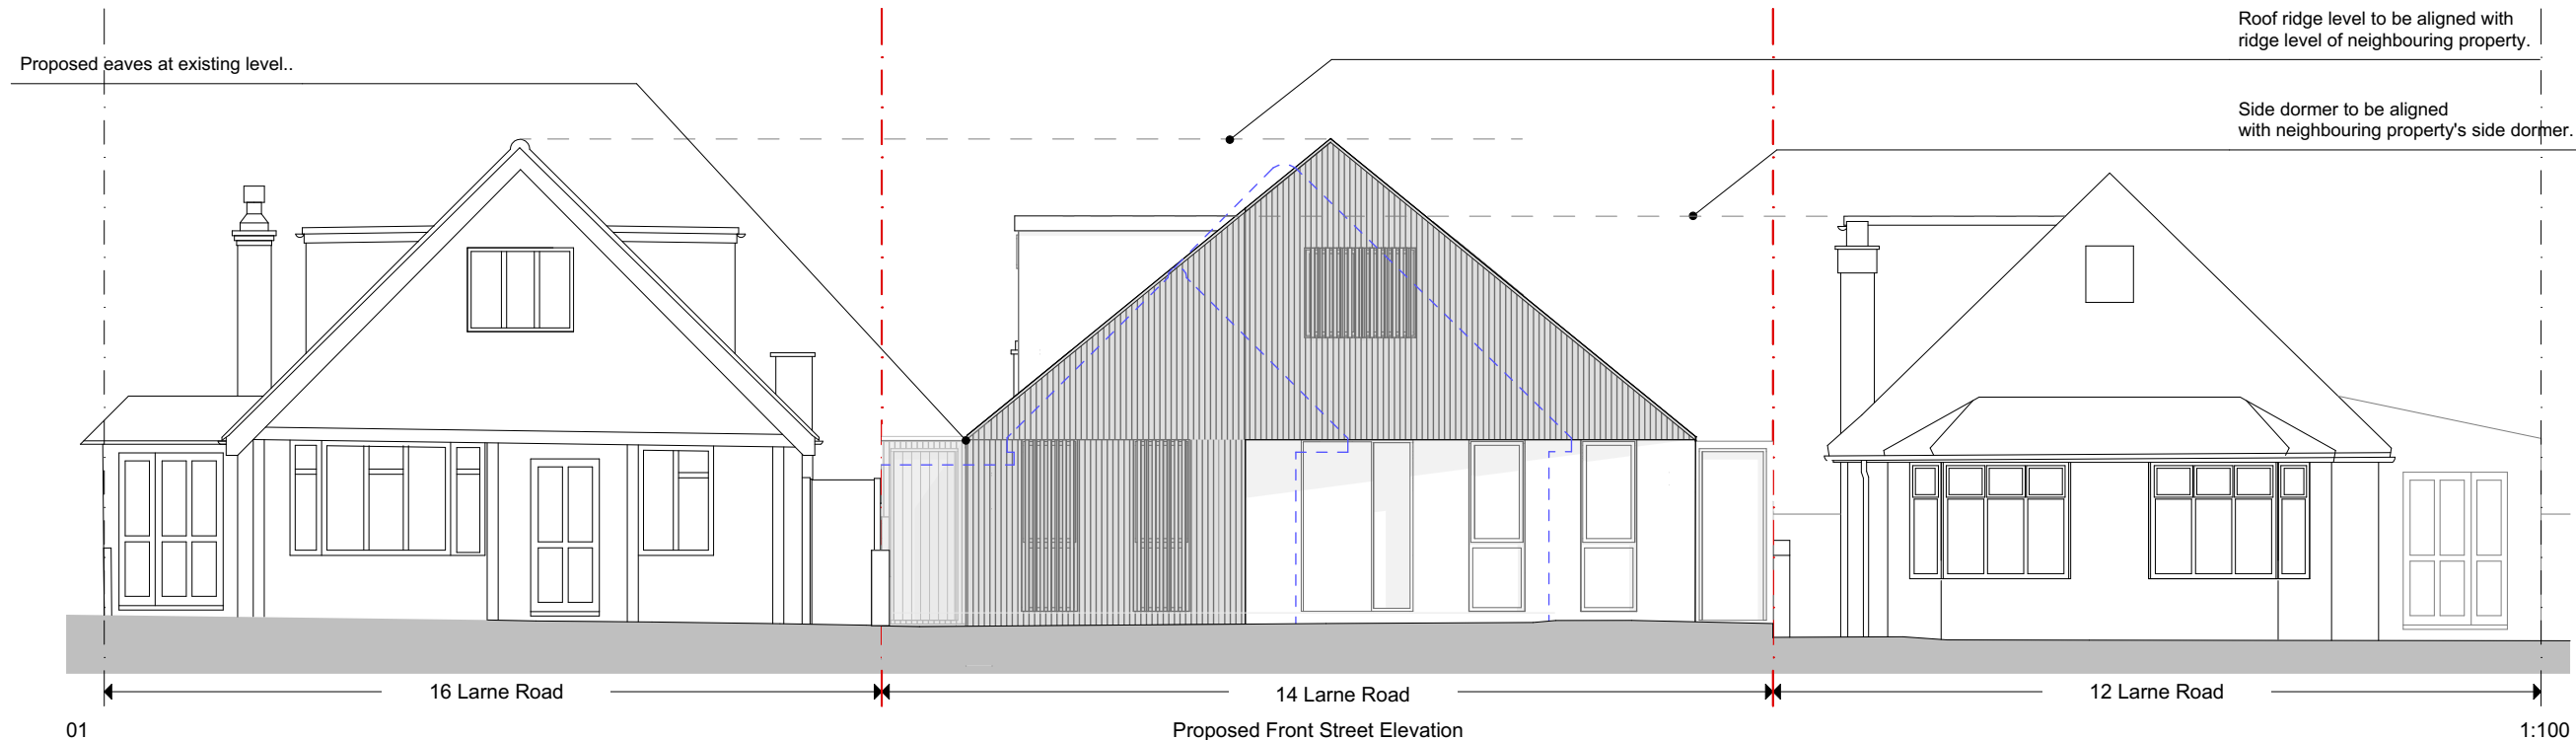 Roof ridge level to be aligned with
ridge level of neighbouring property.
Proposed eaves at existing level..
Side dormer to be aligned
with neighbouring property's side dormer.
16 Larne Road
14 Larne Road
12 Larne Road
01
Proposed Front Street Elevation
1:100